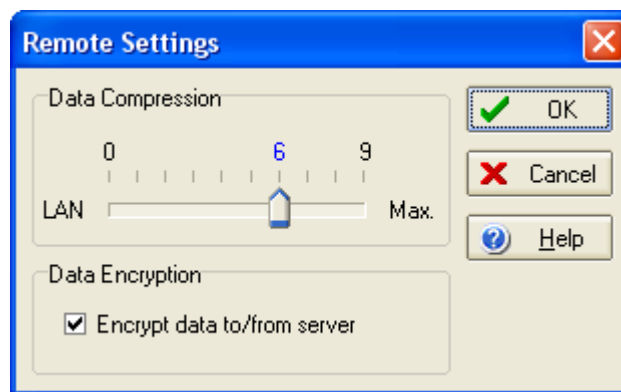 Remote Settings
Data Compression
0 6 9
LAN Max.
OK
Cancel
Help
Data Encryption
Encrypt data to/from server